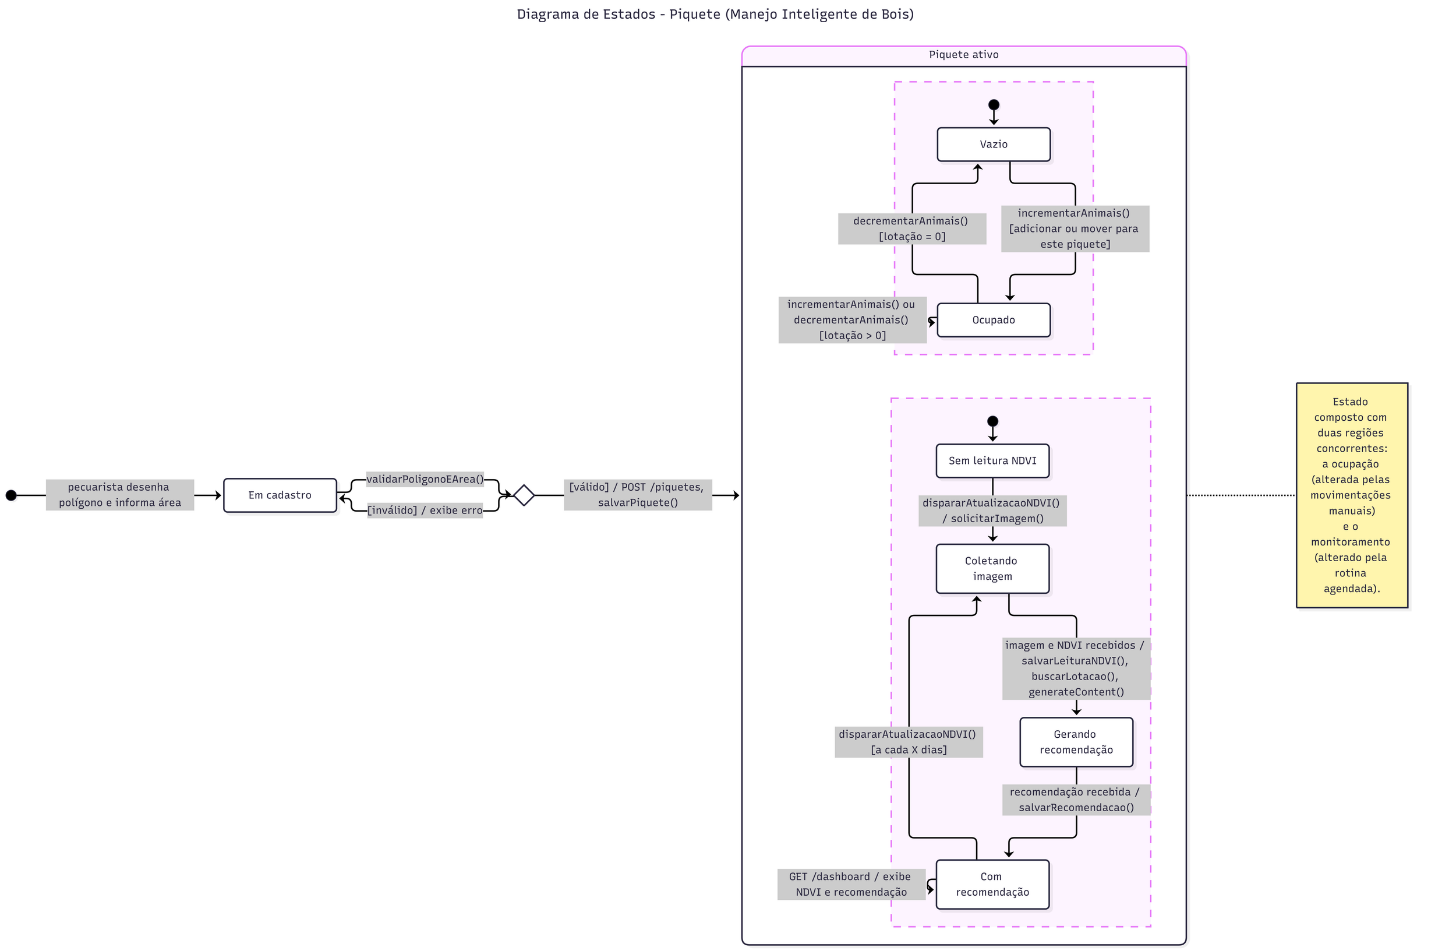 Diagrama de Estados - Piquete (Manejo Inteligente de Bois)
Piquete ativo
Vazio
decrementarAnimais()
[lotação = 0]
incrementarAnimais()
[adicionar ou mover para
este piquete]
incrementarAnimais() ou
decrementarAnimais()
[lotação > 0]
Ocupado
pecuarista desenha
polígono e informa área
Em cadastro
validarPoligonoEArea()
[inválido] / exibe erro
[válido] / POST /piquetes,
salvarPiquete()
Sem leitura NDVI
dispararAtualizacaoNDVI()
/ solicitarImagem()
Coletando
imagem
imagem e NDVI recebidos /
salvarLeituraNDVI(),
buscarLotacao(),
generateContent()
dispararAtualizacaoNDVI()
[a cada X dias]
Gerando
recomendação
recomendação recebida /
salvarRecomendacao()
GET /dashboard / exibe
NDVI e recomendação
Com
recomendação
Estado
composto com
duas regiões
concorrentes:
a ocupação
(alterada pelas
movimentações
manuais)
e o
monitoramento
(alterado pela
rotina
agendada).